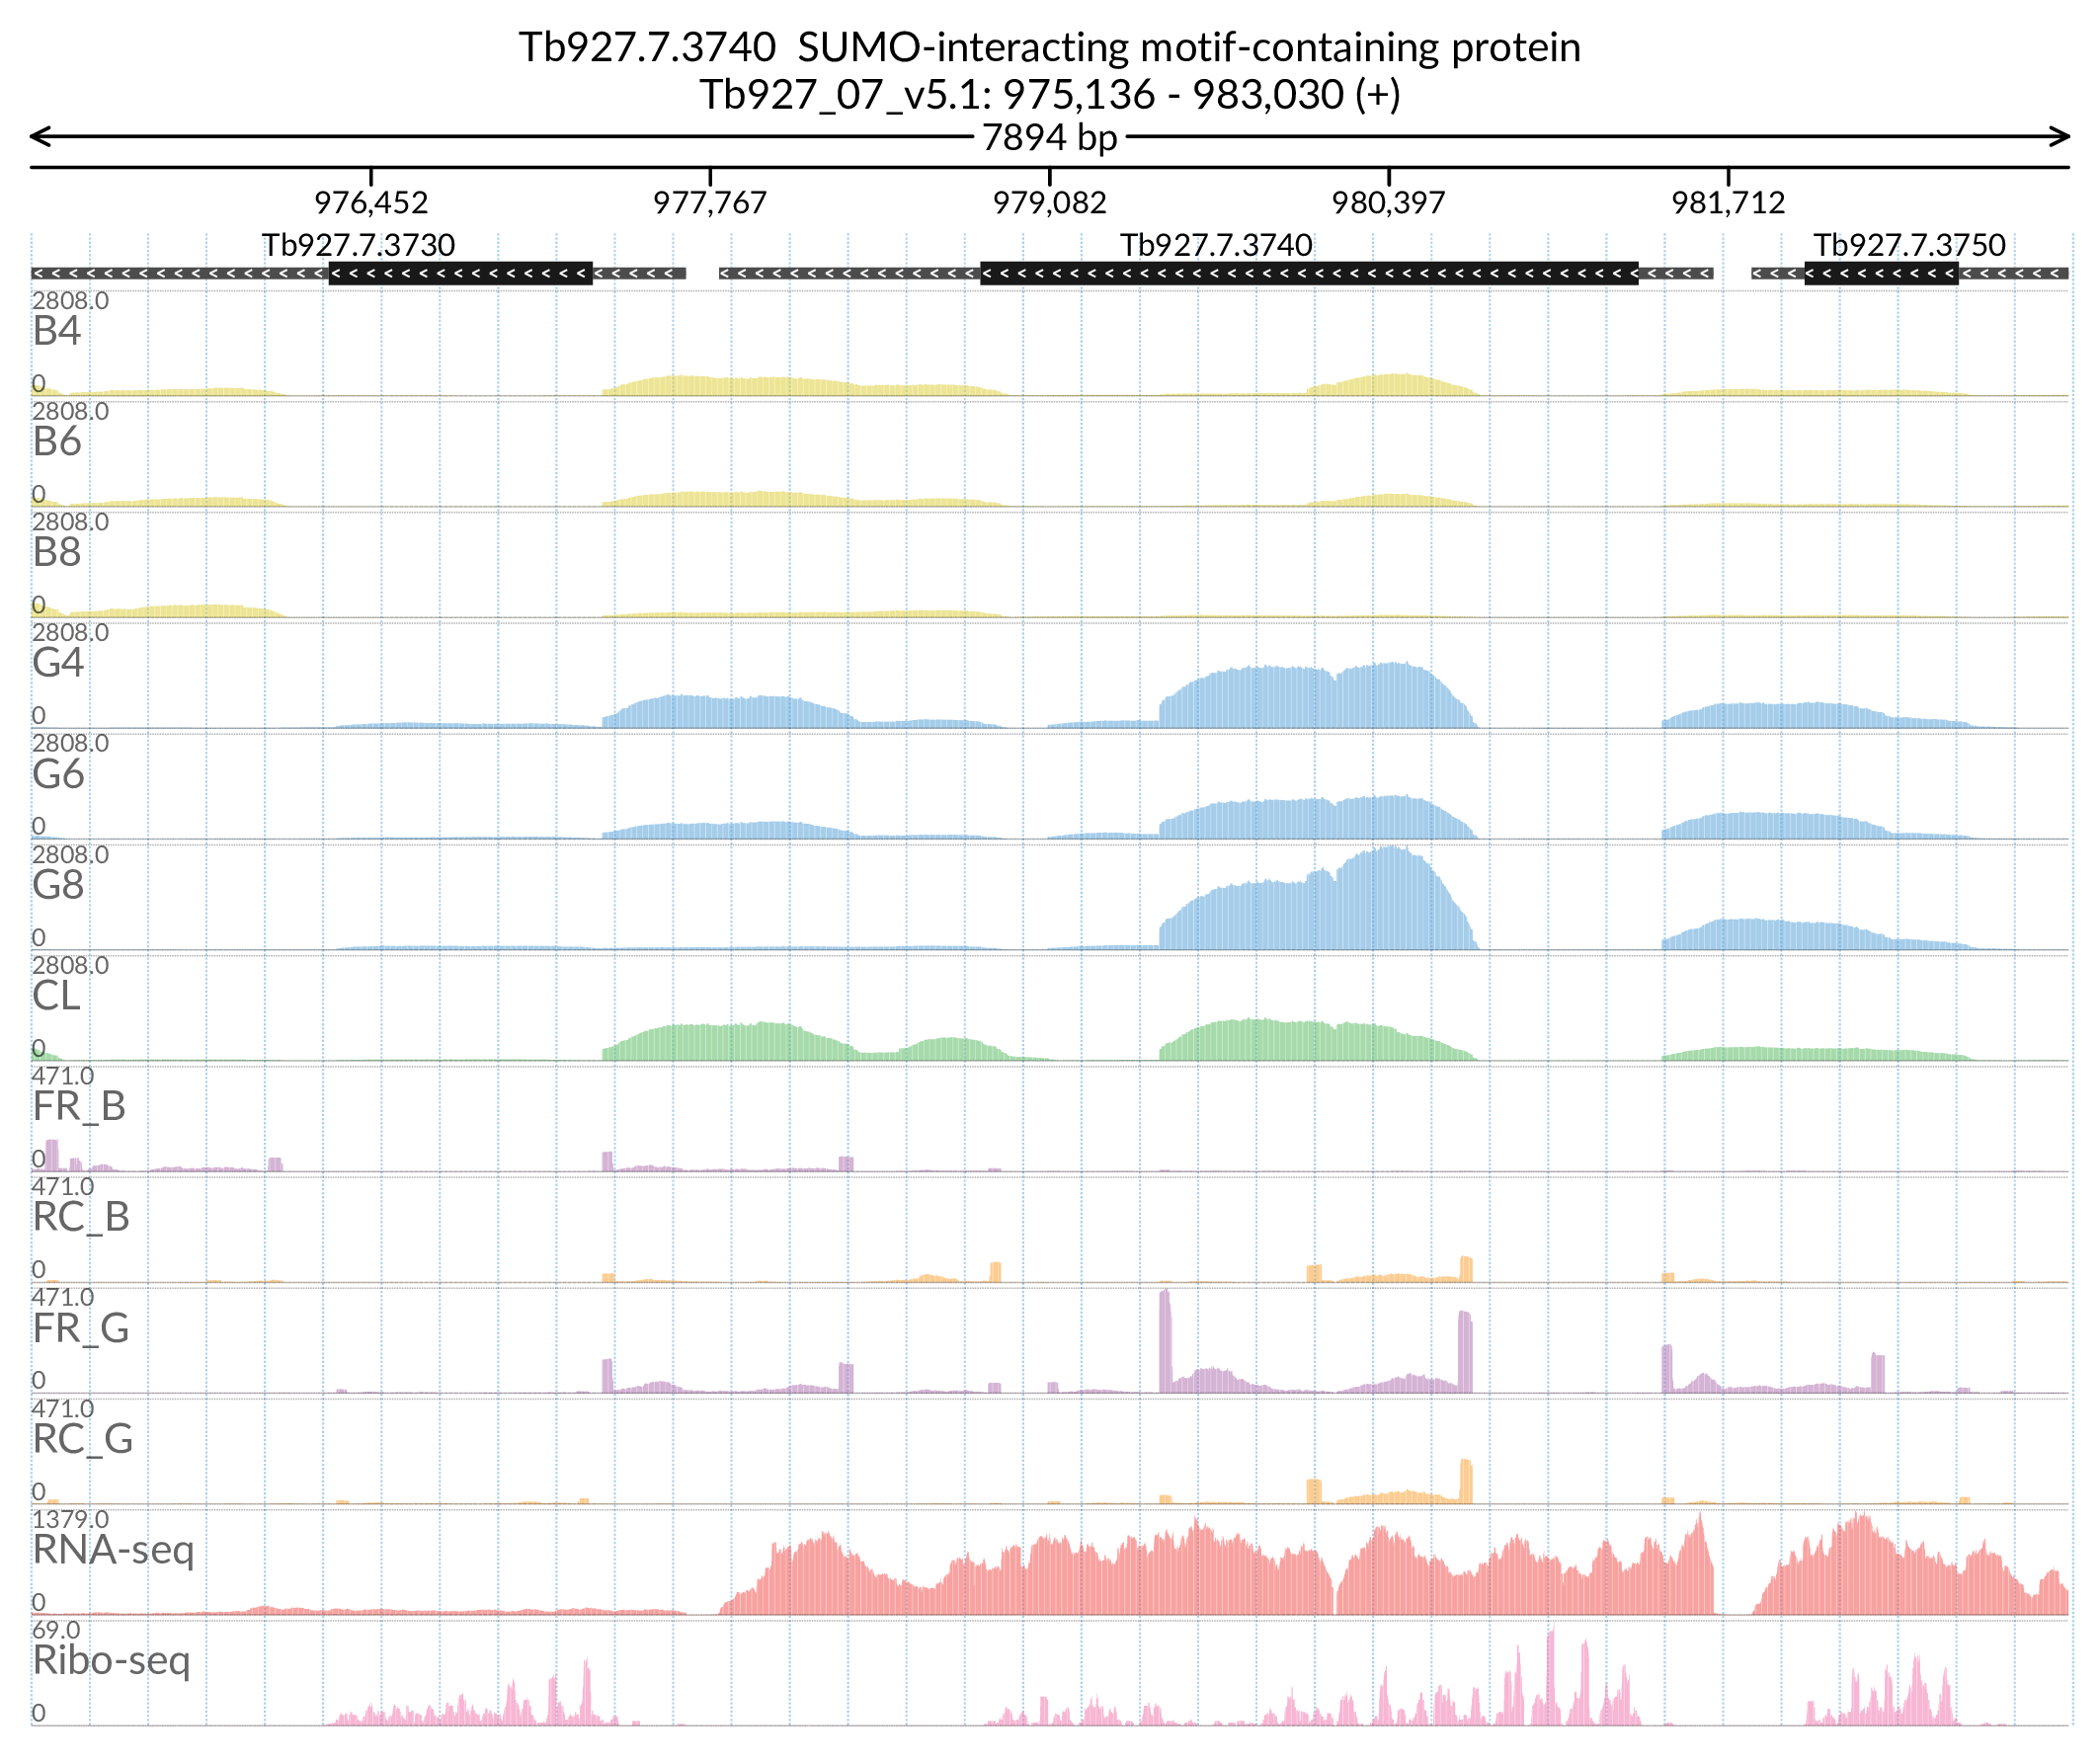 Tb927.7.3740 SUMO-interacting motif-containing protein
Tb927_07_v5.1: 975,136 - 983,030 (+)
7894 bp
976,452 977,767 979,082 980,397 981,712
Tb927.7.3730 Tb927.7.3740 Tb927.7.3750
2808.0
B4
0
2808.0
B6
0
2808.0
B8
0
2808.0
G4
0
2808.0
G6
0
2808.0
G8
0
2808.0
CL
0
471.0
FR_B
0
471.0
RC_B
0
471.0
FR_G
0
471.0
RC_G
0
1379.0
RNA-seq
0
69.0
Ribo-seq
0